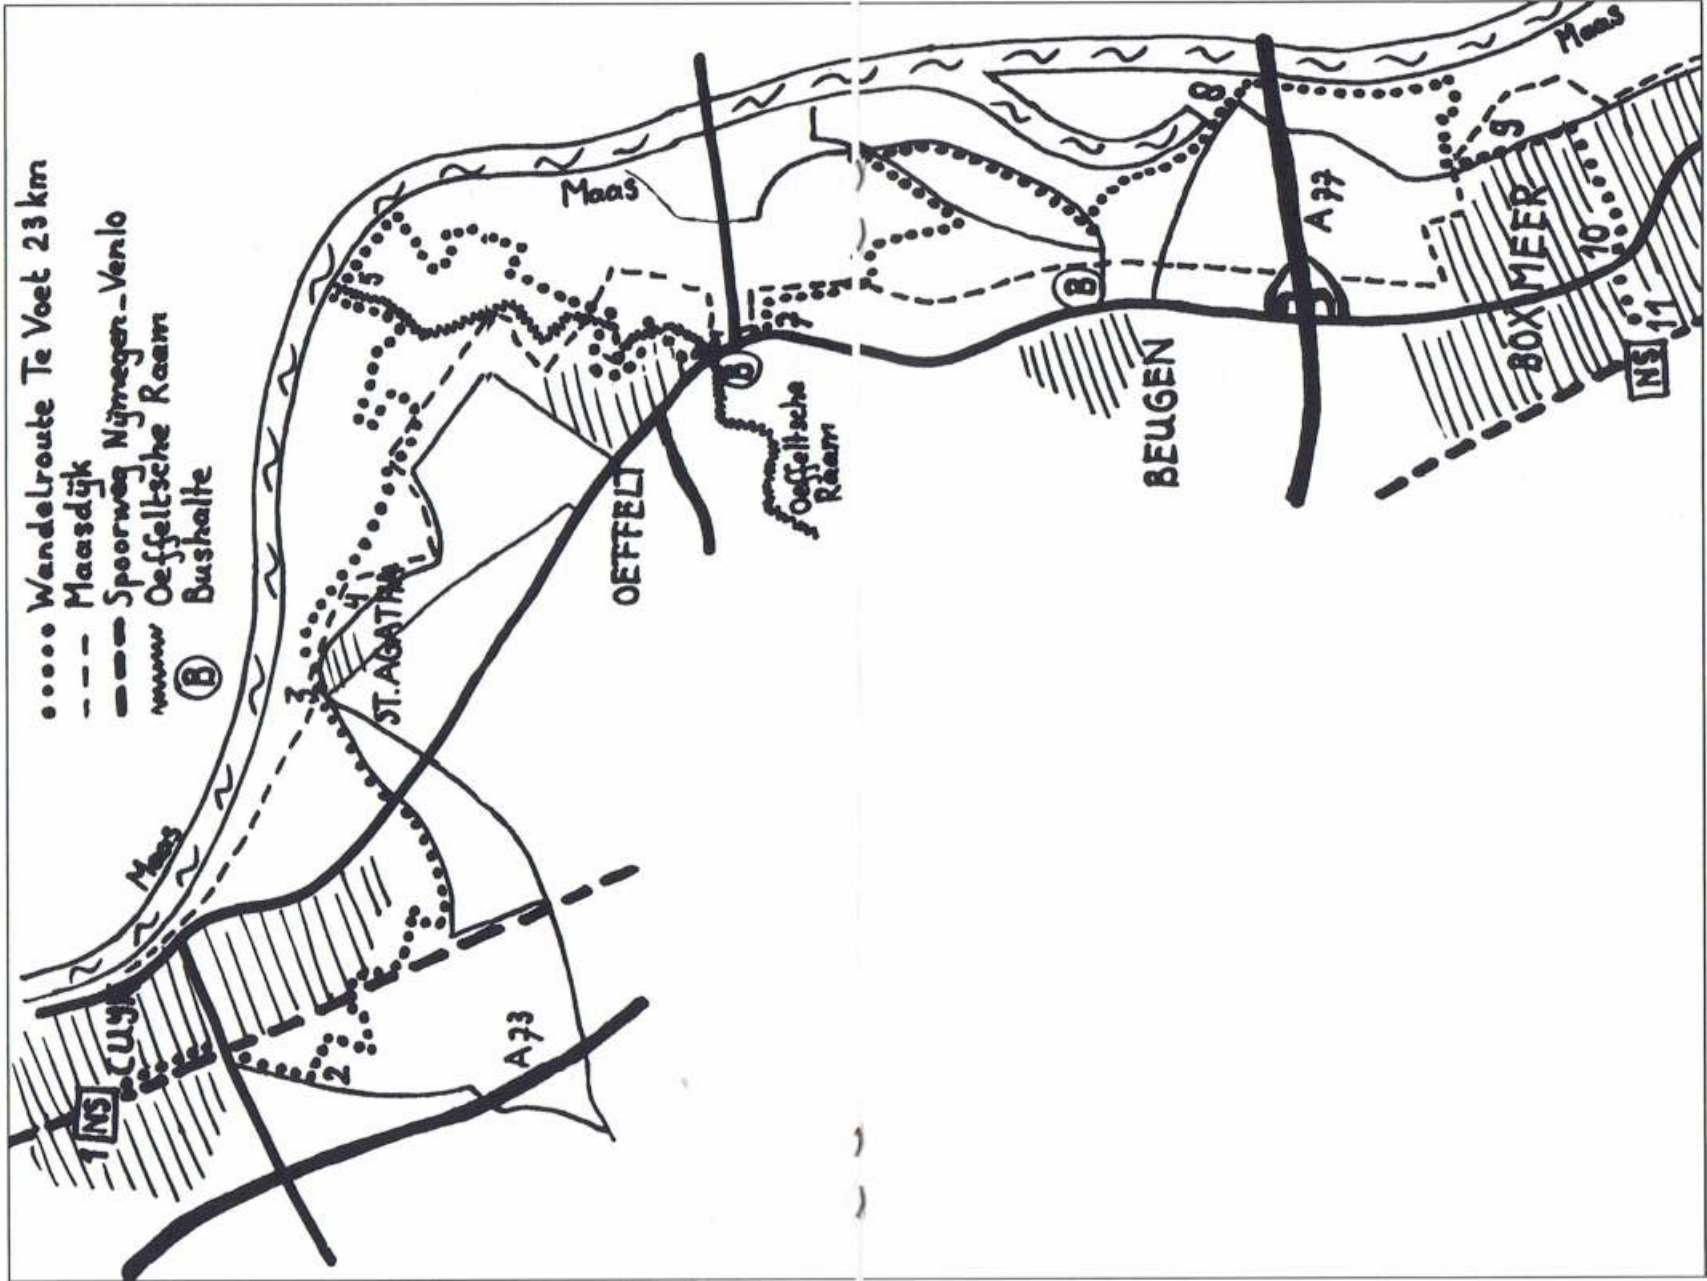 Wandelroute Te Voet 23 km
Maasdijk
Spoorweg Nijmegen-Venlo
Oeffeltsche Raam
B Bushalte
Maas
Maas
Maas
1 NS
CUYK
2
A73
3
ST. AGATHA
4
5
OEFFELT
B
Oeffeltsche
Raam
7
B
BEUGEN
8
A77
9
BOXMEER
10
11
NS